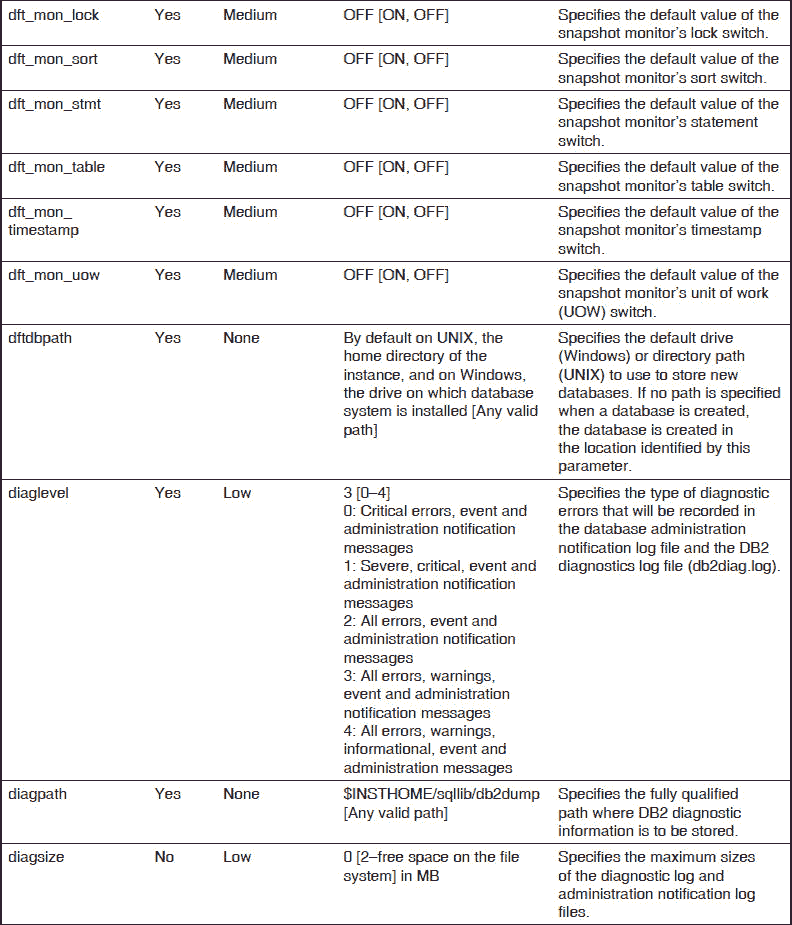 dft_mon_lock Yes Medium OFF [ON, OFF] Specifies the default value of the
snapshot monitor's lock switch.
dft_mon_sort Yes Medium OFF [ON, OFF] Specifies the default value of the
snapshot monitor's sort switch.
dft_mon_stmt Yes Medium OFF [ON, OFF] Specifies the default value of the
snapshot monitor's statement
switch.
dft_mon_table Yes Medium OFF [ON, OFF] Specifies the default value of the
snapshot monitor's table switch.
dft_mon_ Yes Medium OFF [ON, OFF] Specifies the default value of the
timestamp snapshot monitor's timestamp
switch.
dft_mon_uow Yes Medium OFF [ON, OFF] Specifies the default value of the
snapshot monitor's unit of work
(UOW) switch.
dftdbpath Yes None By default on UNIX, the Specifies the default drive
home directory of the (Windows) or directory path
instance, and on Windows, (UNIX) to use to store new
the drive on which database databases. If no path is specified
system is installed [Any valid when a database is created,
path] the database is created in
the location identified by this
parameter.
diaglevel Yes Low 3 [0–4] Specifies the type of diagnostic
0: Critical errors, event and errors that will be recorded in
administration notification the database administration
messages notification log file and the DB2
1: Severe, critical, event and diagnostics log file (db2diag.log).
administration notification
messages
2: All errors, event and
administration notification
messages
3: All errors, warnings,
event and administration
notification messages
4: All errors, warnings,
informational, event and
administration messages
diagpath Yes None $INSTHOME/sqllib/db2dump Specifies the fully qualified
[Any valid path] path where DB2 diagnostic
information is to be stored.
diagsize No Low 0 [2–free space on the file Specifies the maximum sizes
system] in MB of the diagnostic log and
administration notification log
files.